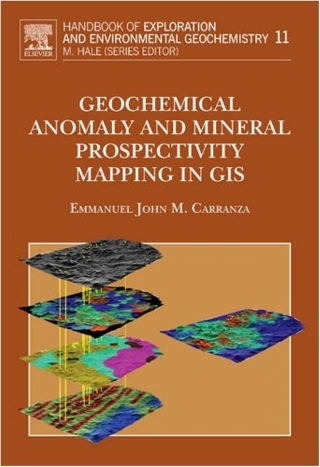 HANDBOOK OF EXPLORATION
AND ENVIRONMENTAL GEOCHEMISTRY 11
M. HALE (SERIES EDITOR)
ELSEVIER
GEOCHEMICAL
ANOMALY AND MINERAL
PROSPECTIVITY
MAPPING IN GIS
EMMANUEL JOHN M. CARRANZA